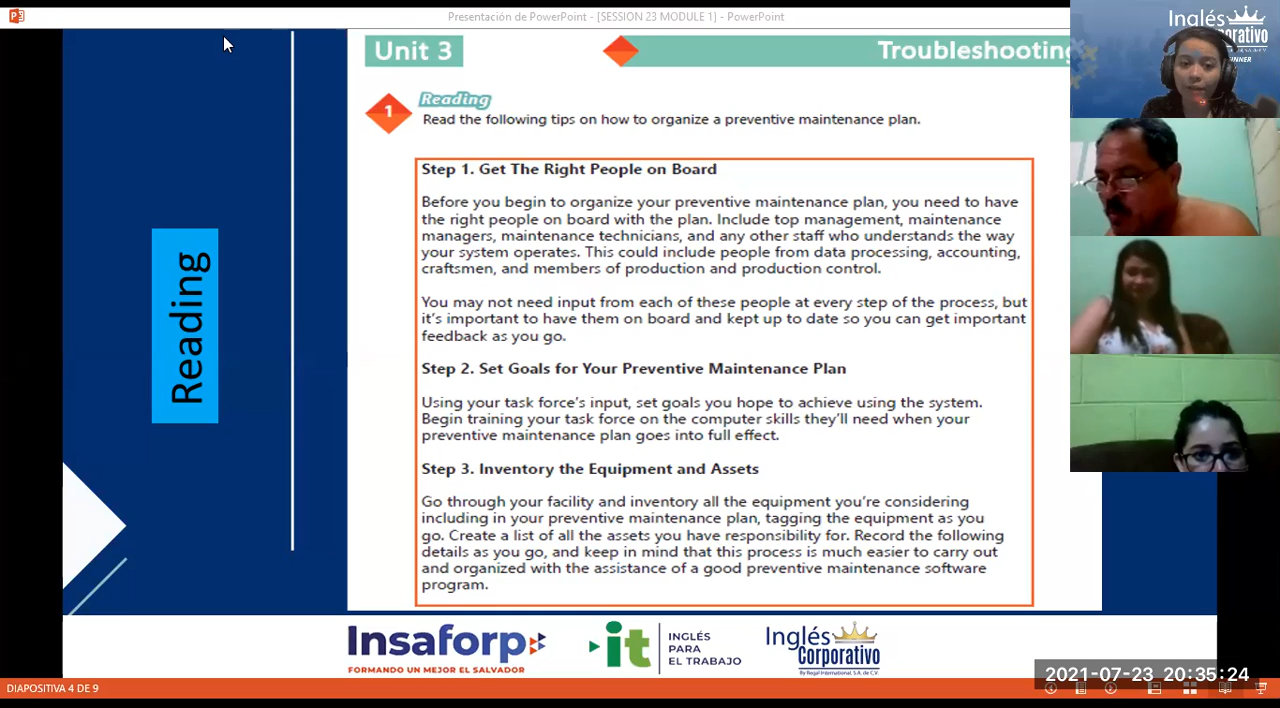 Presentación de PowerPoint - [SESSION 23 MODULE 1] - PowerPoint
Unit 3
Troubleshooting
1
Reading
Read the following tips on how to organize a preventive maintenance plan.
Step 1. Get The Right People on Board
Before you begin to organize your preventive maintenance plan, you need to have
the right people on board with the plan. Include top management, maintenance
managers, maintenance technicians, and any other staff who understands the way
your system operates. This could include people from data processing, accounting,
craftsmen, and members of production and production control.
You may not need input from each of these people at every step of the process, but
it's important to have them on board and kept up to date so you can get important
feedback as you go.
Step 2. Set Goals for Your Preventive Maintenance Plan
Using your task force's input, set goals you hope to achieve using the system.
Begin training your task force on the computer skills they'll need when your
preventive maintenance plan goes into full effect.
Step 3. Inventory the Equipment and Assets
Go through your facility and inventory all the equipment you're considering
including in your preventive maintenance plan, tagging the equipment as you
go. Create a list of all the assets you have responsibility for. Record the following
details as you go, and keep in mind that this process is much easier to carry out
and organized with the assistance of a good preventive maintenance software
program.
Reading
Inglés
Corporativo
Insaforp
FORMANDO UN MEJOR EL SALVADOR
it
INGLÉS
PARA
EL TRABAJO
Inglés
Corporativo
By Regal International, S.A. de C.V.
2021-07-23 20:35:24
DIAPOSITIVA 4 DE 9